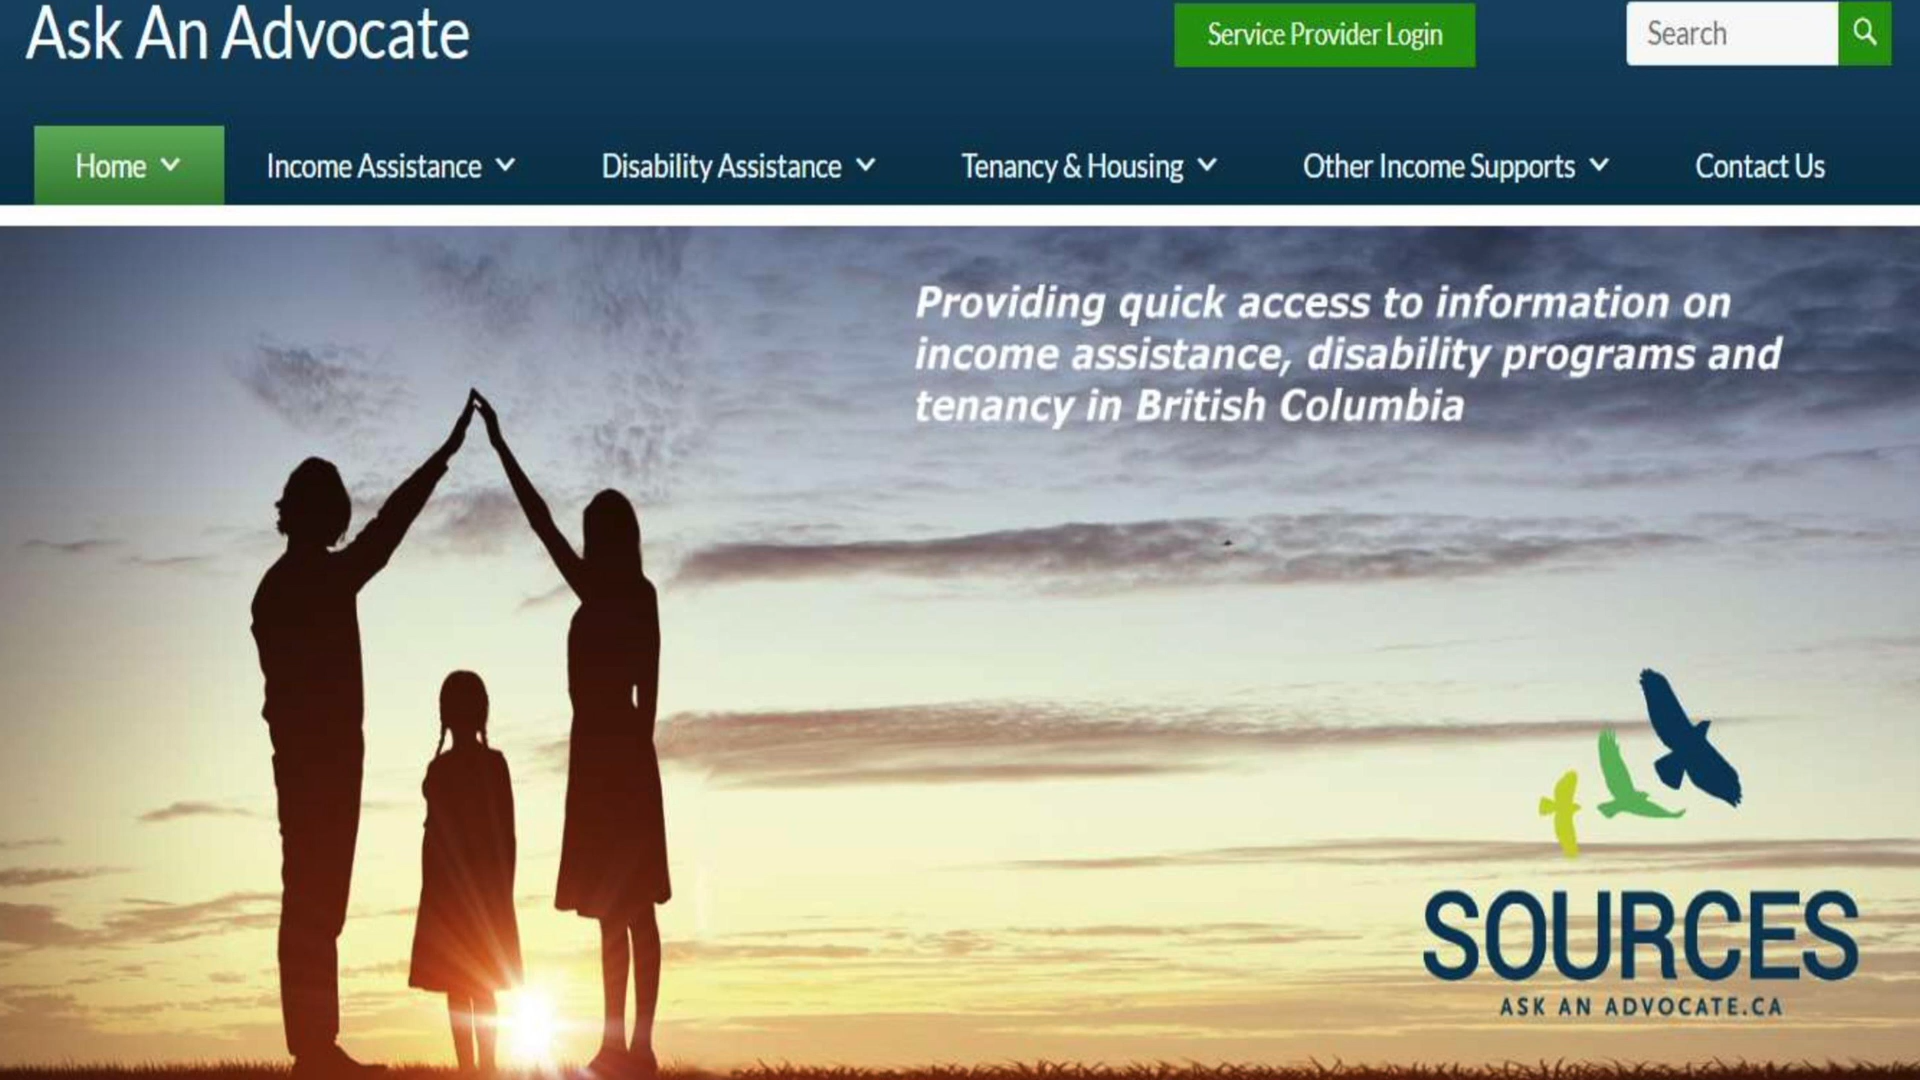 Ask An Advocate
Service Provider Login
Search
Home
Income Assistance
Disability Assistance
Tenancy & Housing
Other Income Supports
Contact Us
Providing quick access to information on
income assistance, disability programs and
tenancy in British Columbia
SOURCES
ASK AN ADVOCATE.CA